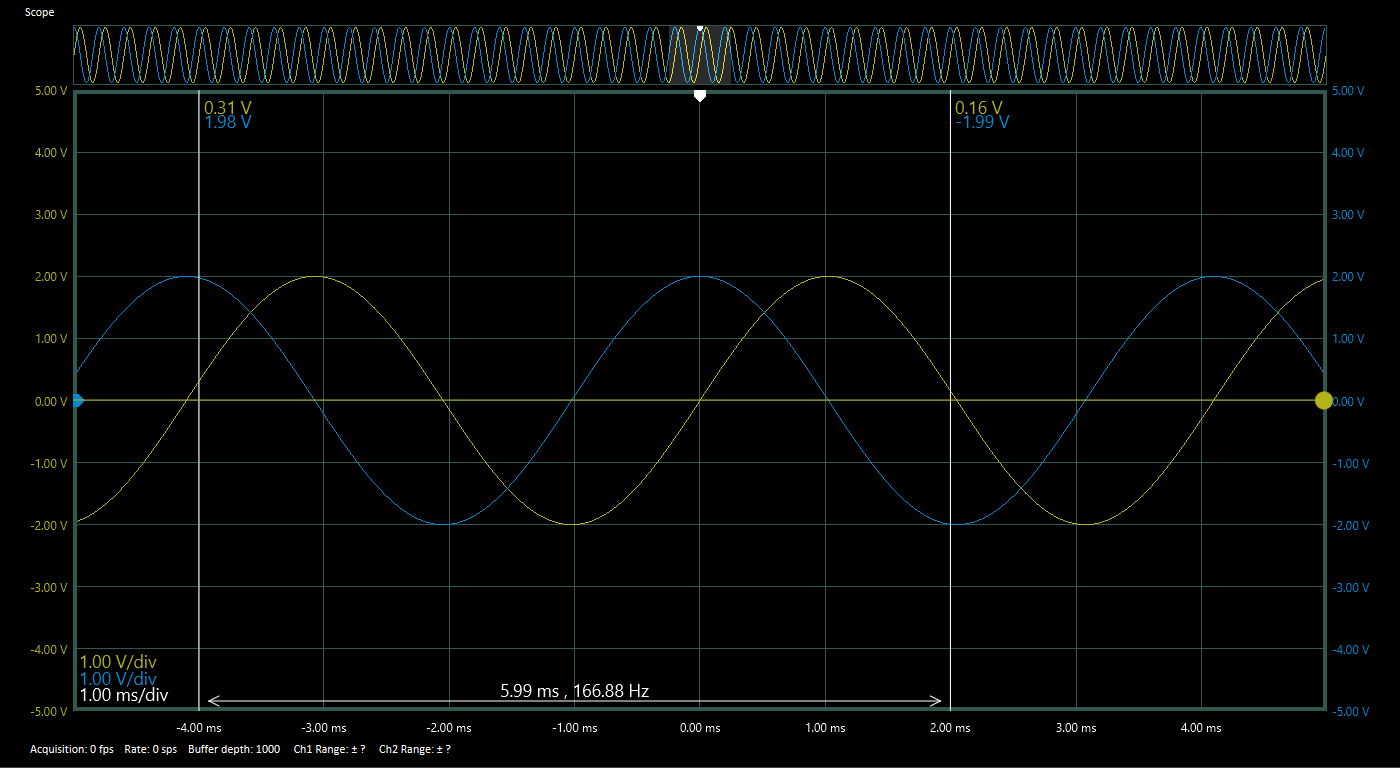 Scope
5.00 V 5.00 V
0.31 V 0.16 V
1.98 V -1.99 V
4.00 V 4.00 V
3.00 V 3.00 V
2.00 V 2.00 V
1.00 V 1.00 V
0.00 V 0.00 V
-1.00 V -1.00 V
-2.00 V -2.00 V
-3.00 V -3.00 V
-4.00 V -4.00 V
1.00 V/div
1.00 V/div
1.00 ms/div 5.99 ms , 166.88 Hz
-5.00 V -5.00 V
-4.00 ms -3.00 ms -2.00 ms -1.00 ms 0.00 ms 1.00 ms 2.00 ms 3.00 ms 4.00 ms
Acquisition: 0 fps Rate: 0 sps Buffer depth: 1000 Ch1 Range: ± ? Ch2 Range: ± ?